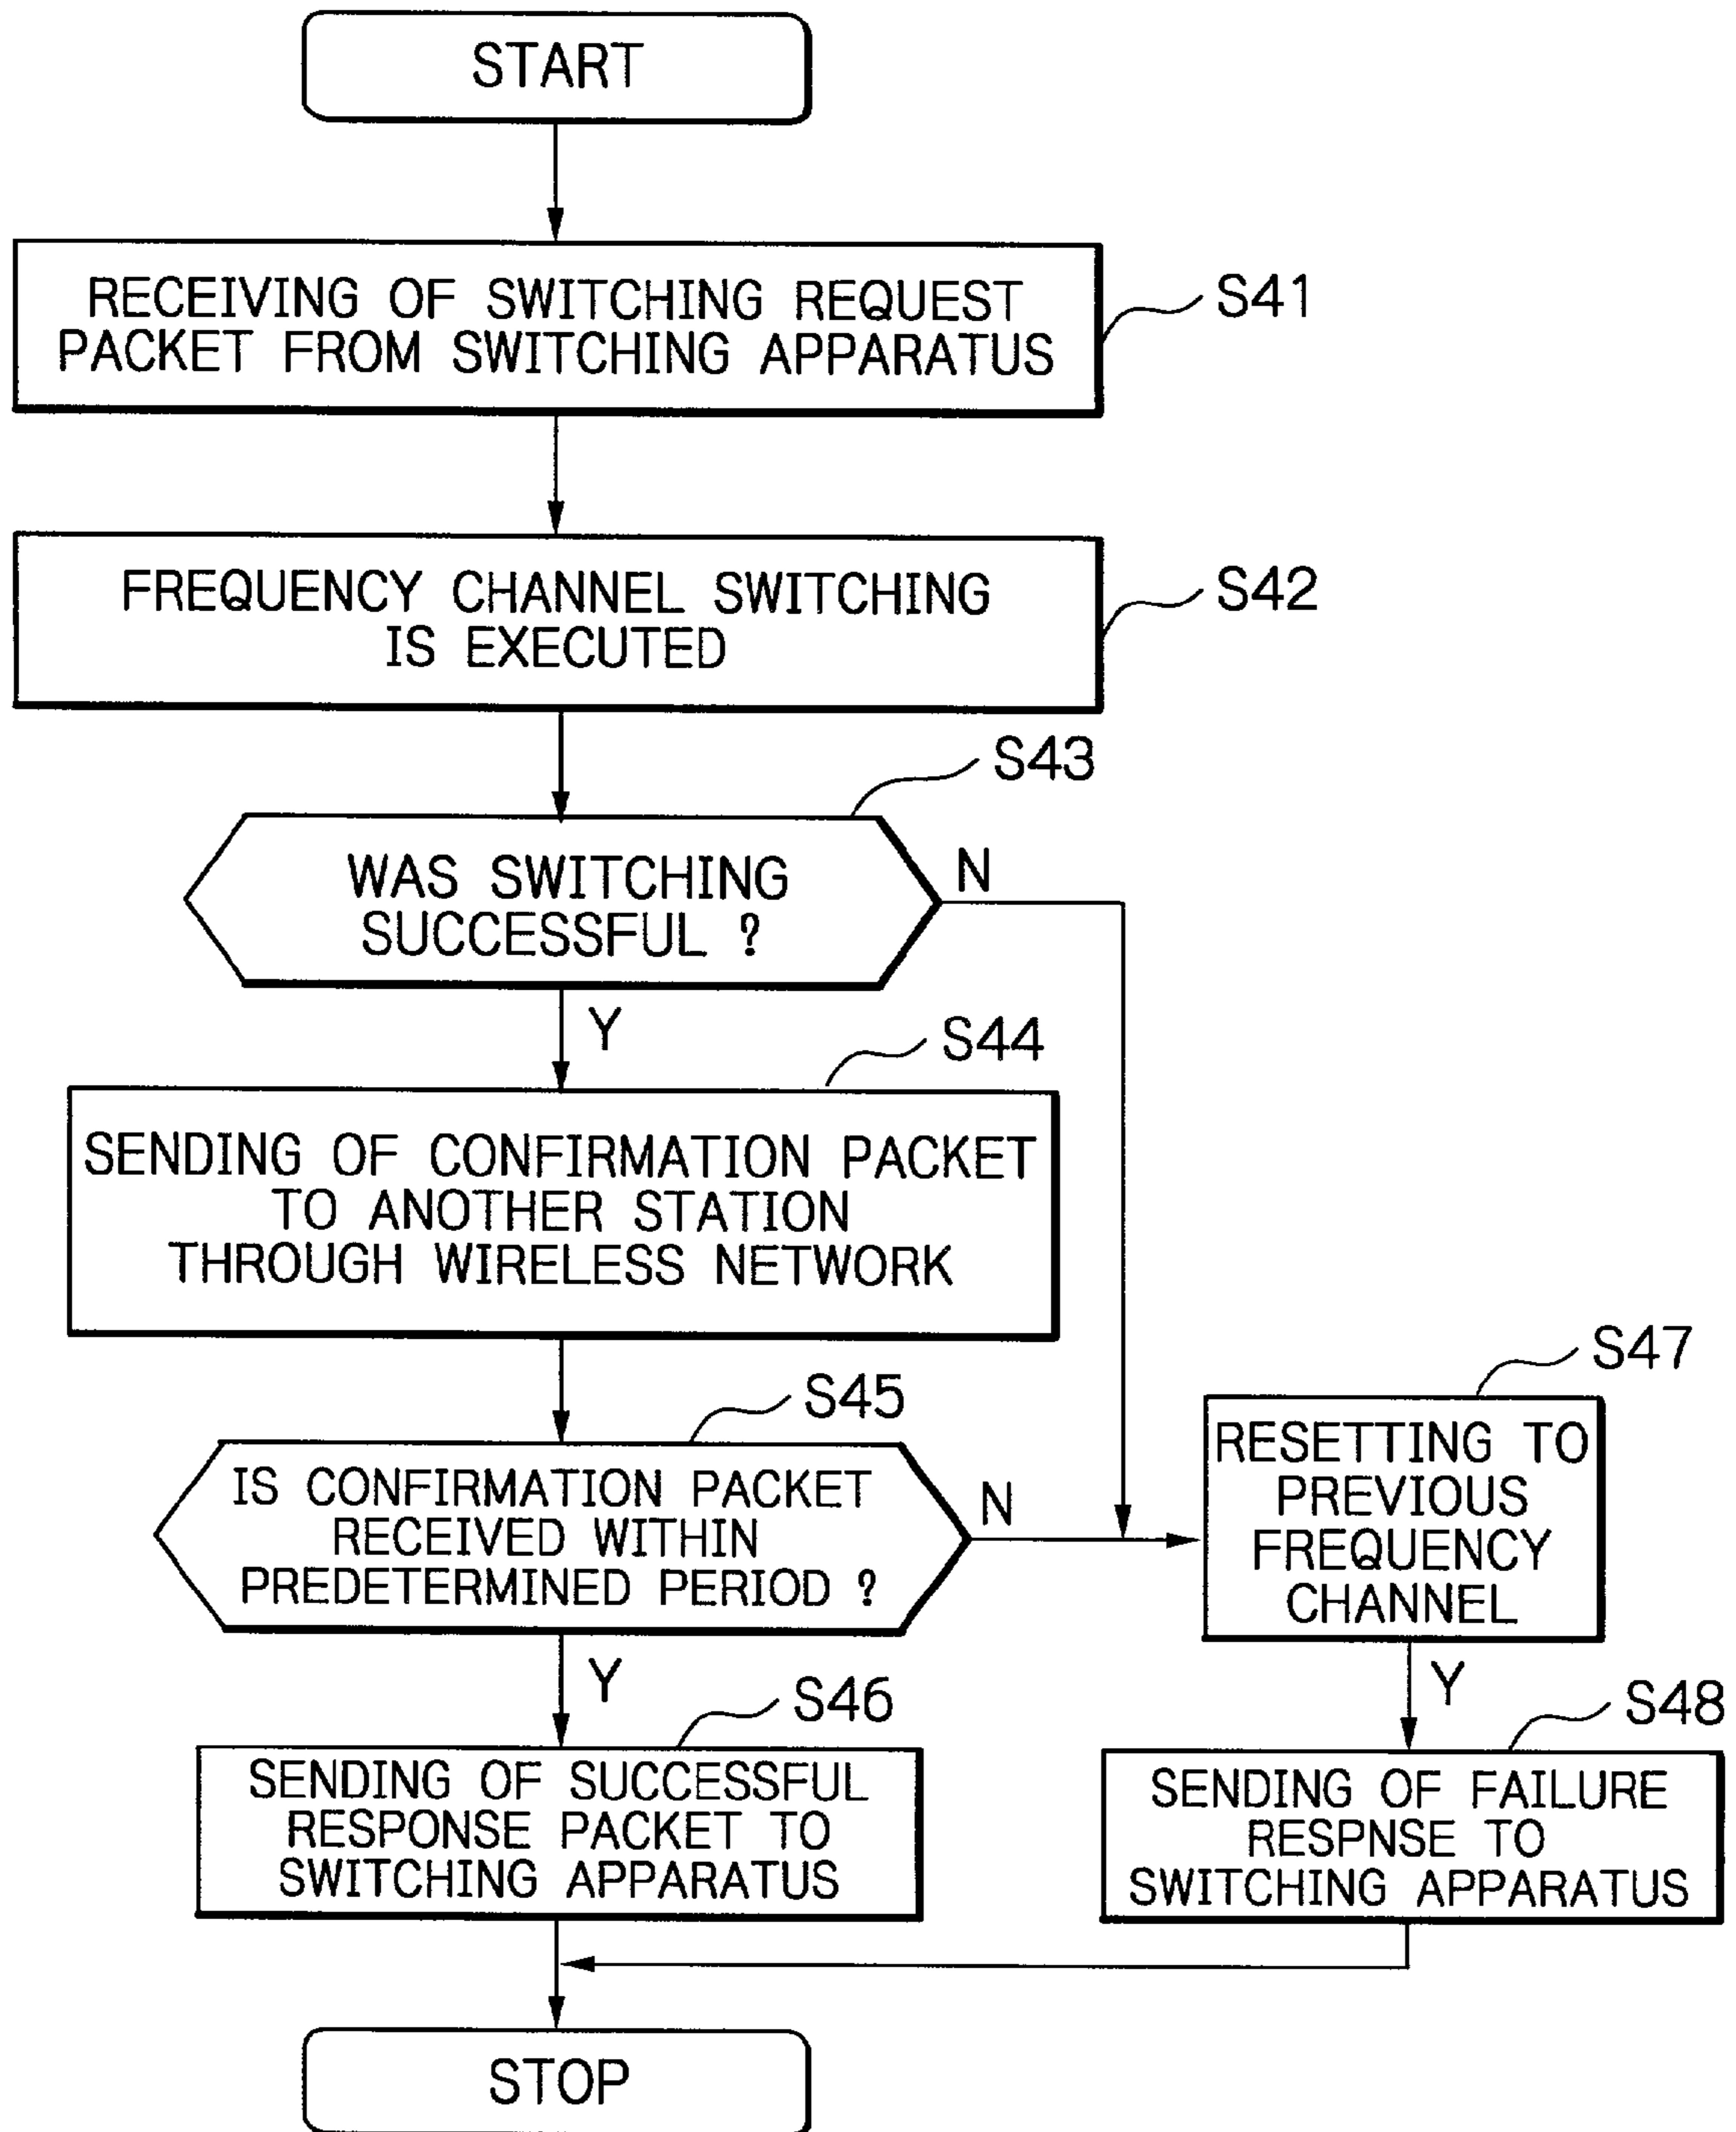 START
RECEIVING OF SWITCHING REQUEST
PACKET FROM SWITCHING APPARATUS
S41
FREQUENCY CHANNEL SWITCHING
IS EXECUTED
S42
S43
WAS SWITCHING
SUCCESSFUL ?
N
Y
S44
SENDING OF CONFIRMATION PACKET
TO ANOTHER STATION
THROUGH WIRELESS NETWORK
S45
IS CONFIRMATION PACKET
RECEIVED WITHIN
PREDETERMINED PERIOD ?
N
S47
RESETTING TO
PREVIOUS
FREQUENCY
CHANNEL
Y
S46
SENDING OF SUCCESSFUL
RESPONSE PACKET TO
SWITCHING APPARATUS
Y
S48
SENDING OF FAILURE
RESPNSE TO
SWITCHING APPARATUS
STOP